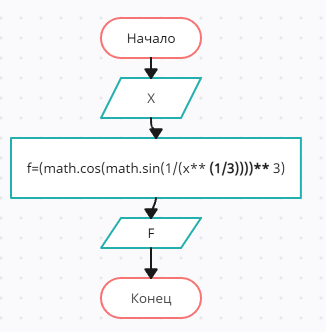 Начало
X
f=(math.cos(math.sin(1/(x** (1/3))))** 3)
F
Конец